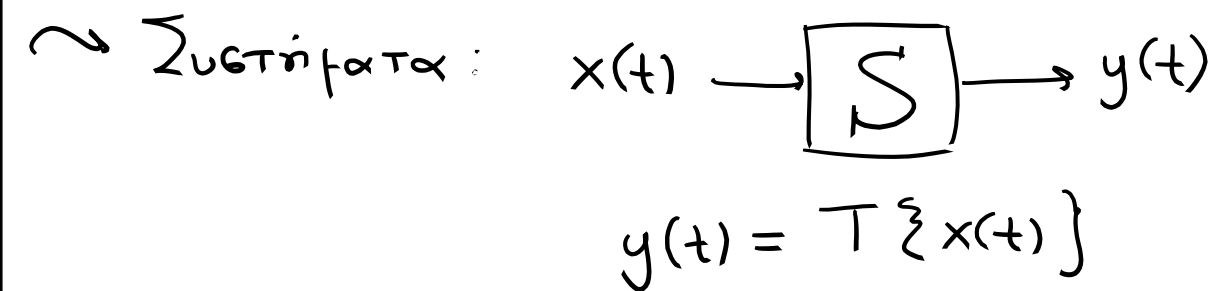 ~> Συστήματα: x(t) → S → y(t)
y(t) = T{x(t)}